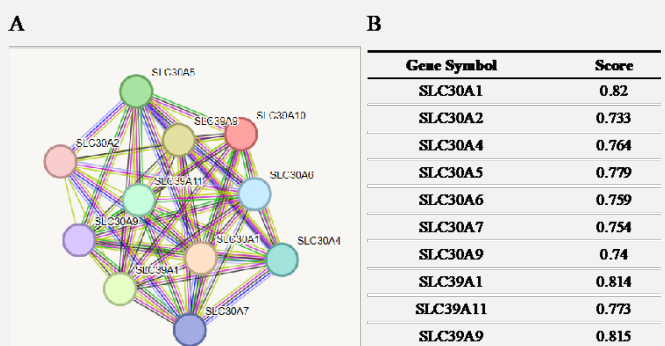 A
SLC30A5
SLC39A9
SLC30A10
SLC30A2
SLC39A11
SLC30A6
SLC30A9
SLC30A1
SLC30A4
SLC39A1
SLC30A7
B
Gene Symbol Score
SLC30A1 0.82
SLC30A2 0.733
SLC30A4 0.764
SLC30A5 0.779
SLC30A6 0.759
SLC30A7 0.754
SLC30A9 0.74
SLC39A1 0.814
SLC39A11 0.773
SLC39A9 0.815